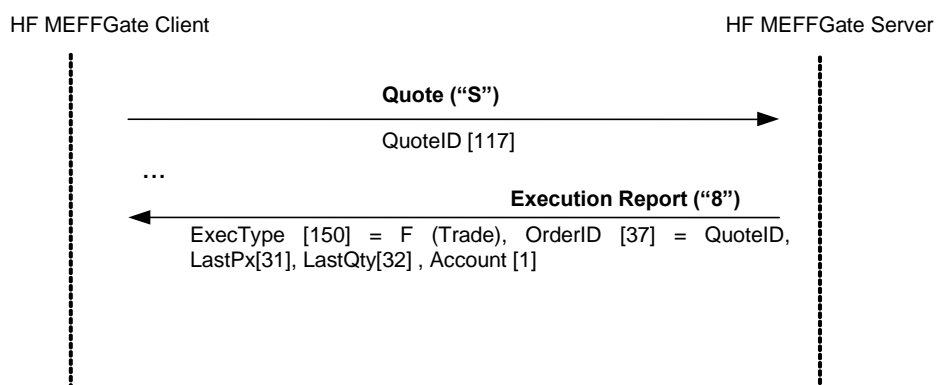 HF MEFFGate Client
HF MEFFGate Server
Quote (“S”)
QuoteID [117]
...
Execution Report (“8”)
ExecType [150] = F (Trade), OrderID [37] = QuoteID,
LastPx[31], LastQty[32] , Account [1]